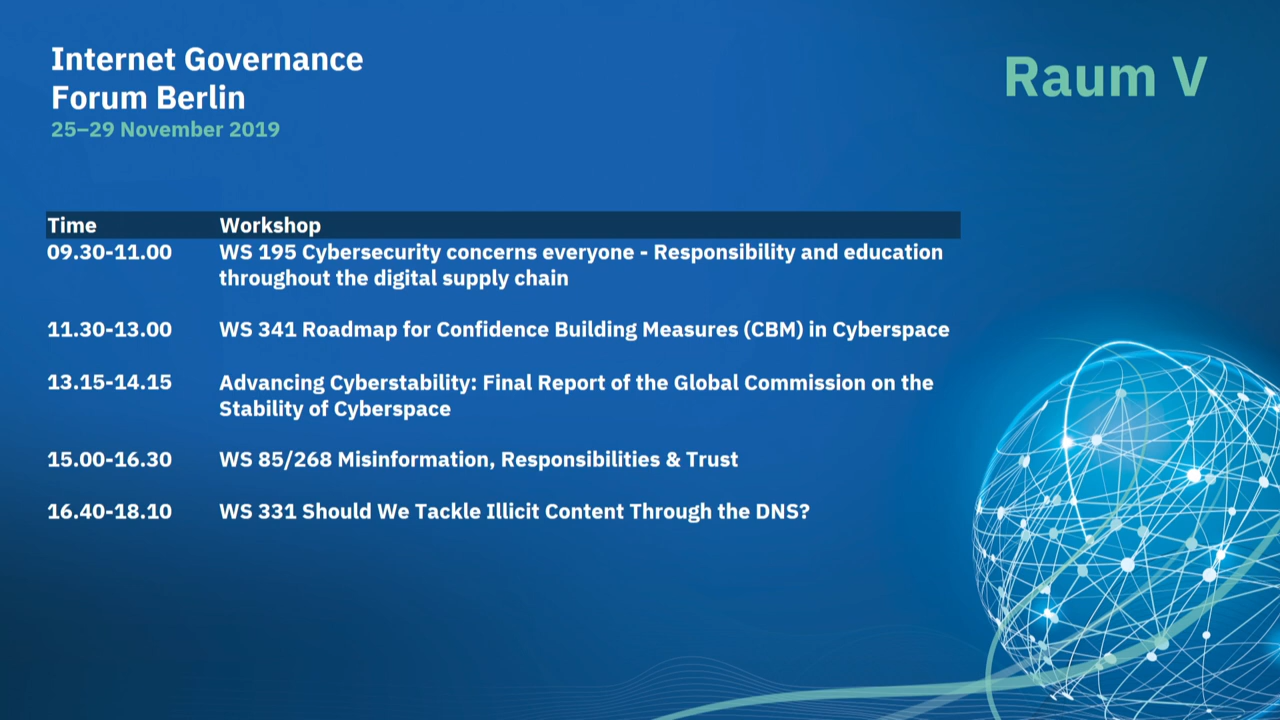 Internet Governance
Forum Berlin
25–29 November 2019
Raum V
Time Workshop
09.30-11.00 WS 195 Cybersecurity concerns everyone - Responsibility and education
throughout the digital supply chain
11.30-13.00 WS 341 Roadmap for Confidence Building Measures (CBM) in Cyberspace
13.15-14.15 Advancing Cyberstability: Final Report of the Global Commission on the
Stability of Cyberspace
15.00-16.30 WS 85/268 Misinformation, Responsibilities & Trust
16.40-18.10 WS 331 Should We Tackle Illicit Content Through the DNS?